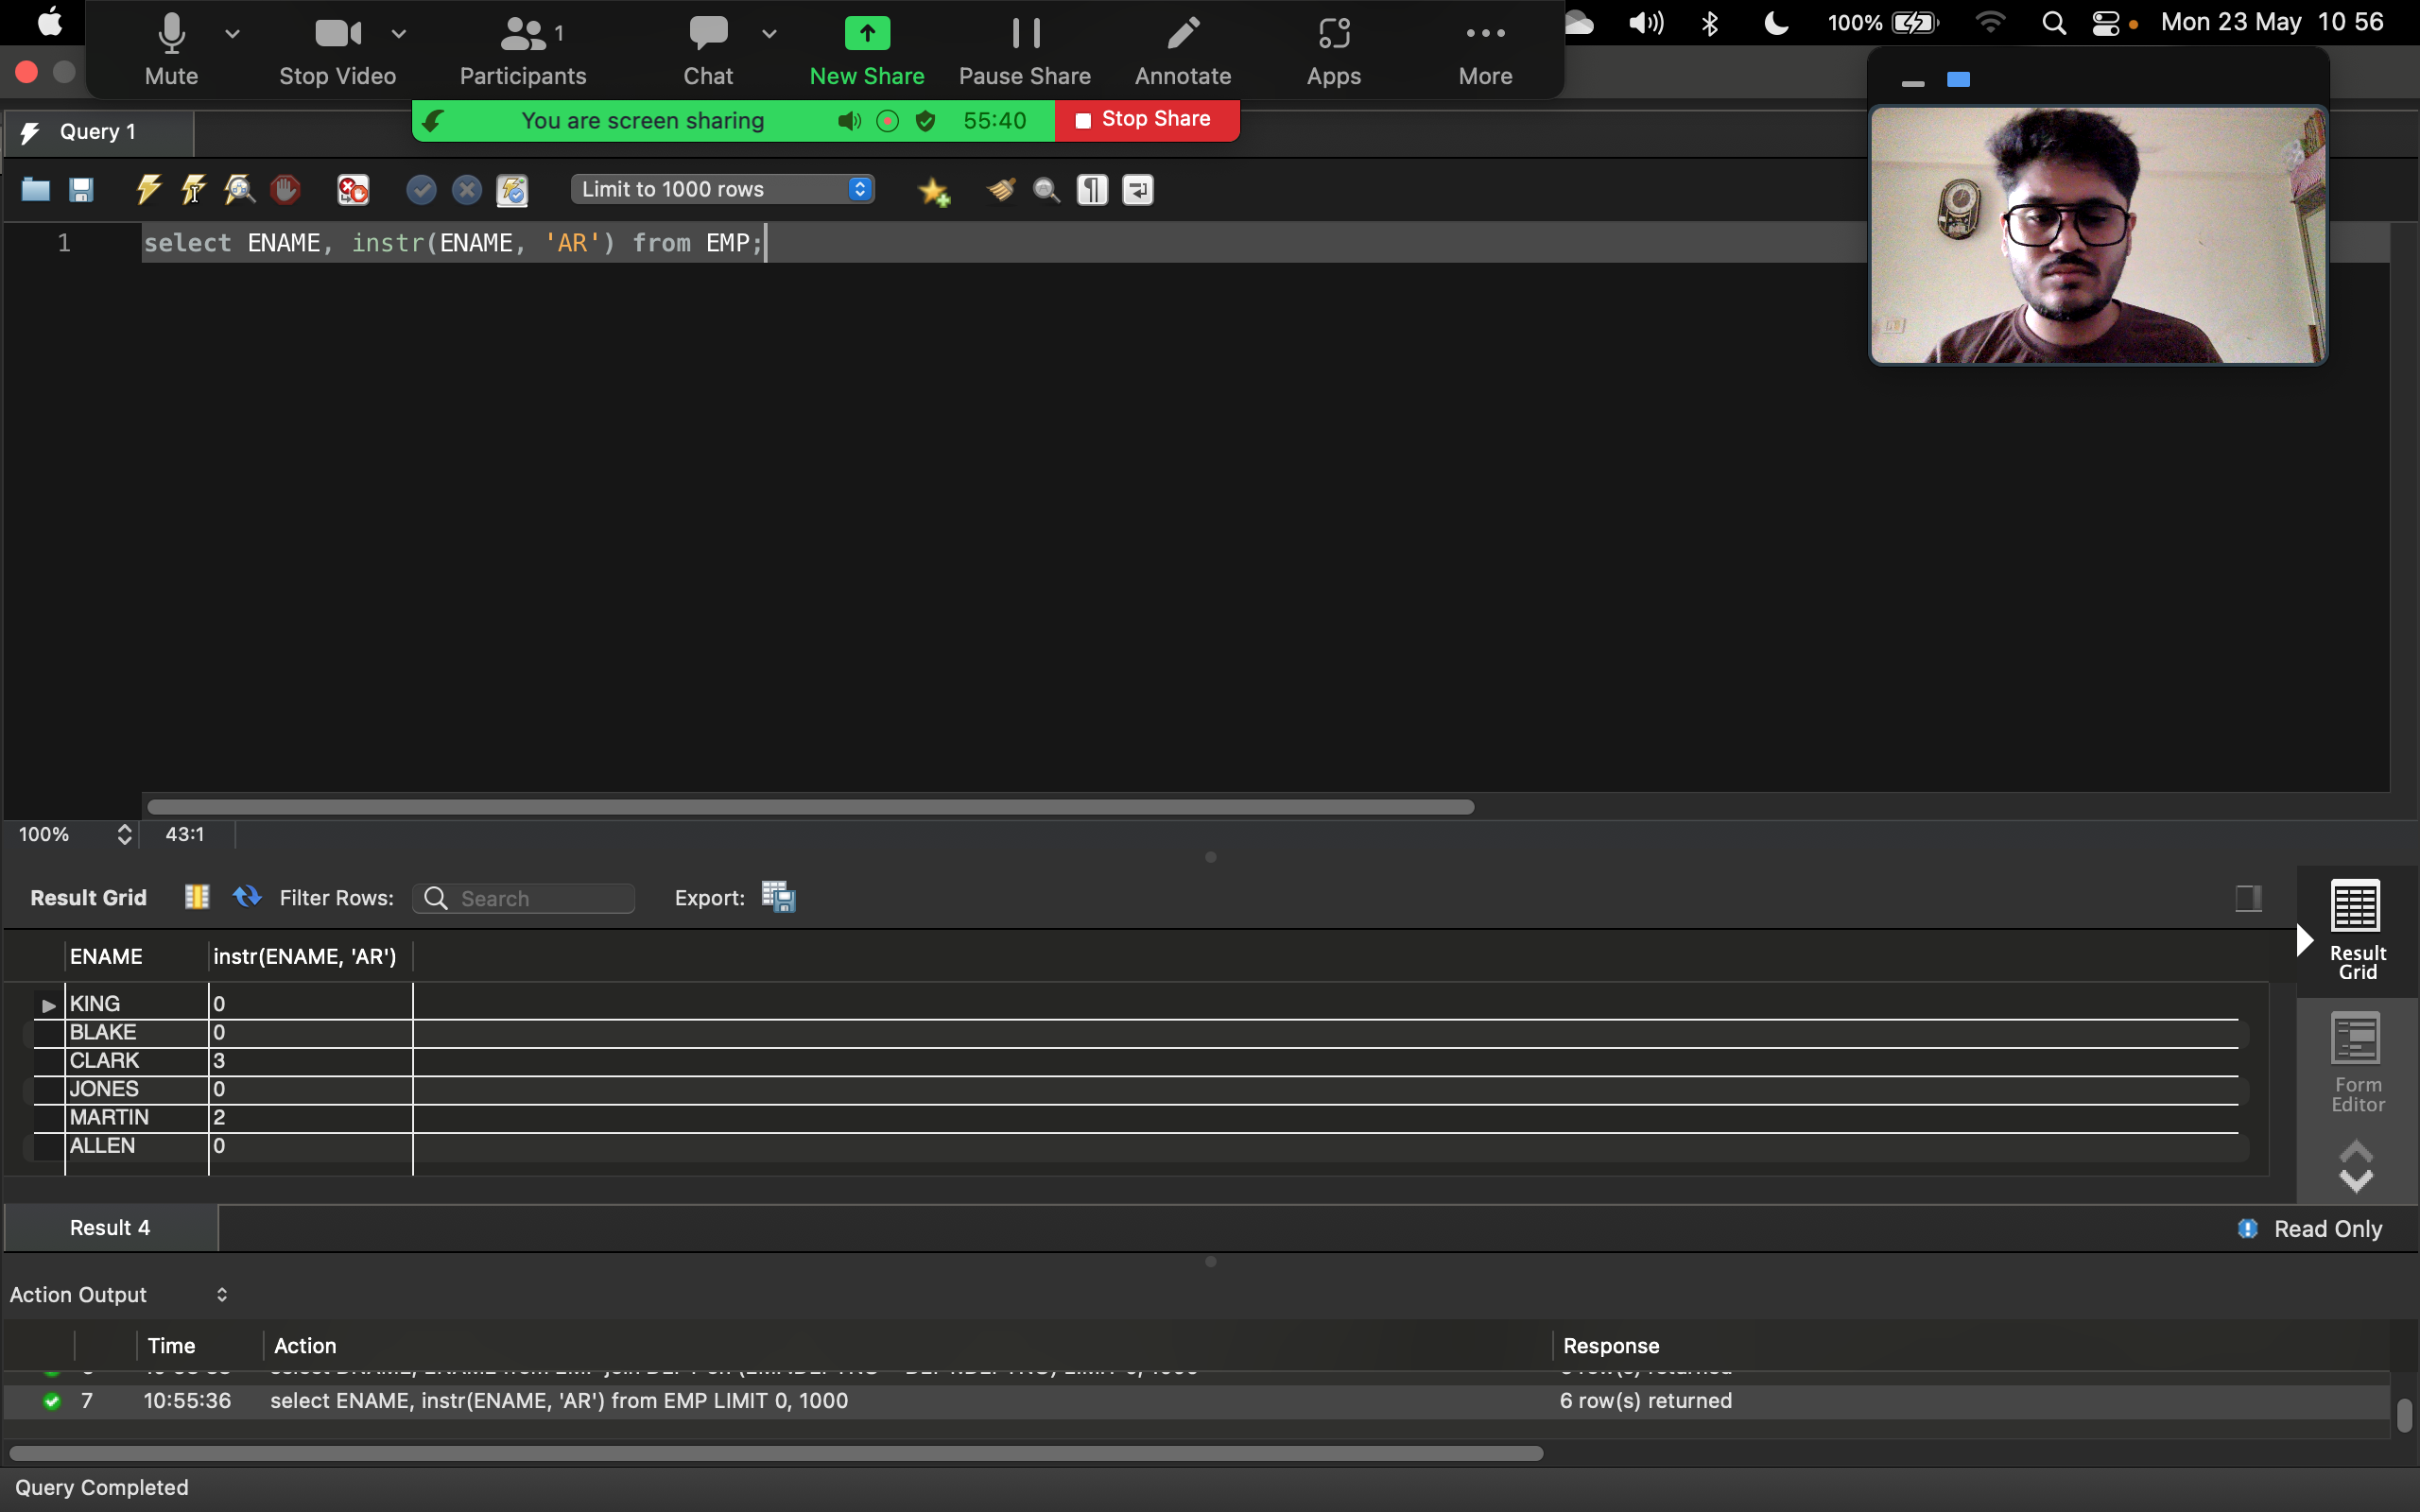 100% Mon 23 May 10 56
Mute Stop Video Participants 1 Chat New Share Pause Share Annotate Apps More
You are screen sharing 55:40 Stop Share
Query 1
Limit to 1000 rows
1 select ENAME, instr(ENAME, 'AR') from EMP;
100% 43:1
Result Grid Filter Rows: Search Export:
ENAME instr(ENAME, 'AR')
KING 0
BLAKE 0
CLARK 3
JONES 0
MARTIN 2
ALLEN 0
Result
Grid
Form
Editor
Result 4 Read Only
Action Output
Time Action Response
7 10:55:36 select ENAME, instr(ENAME, 'AR') from EMP LIMIT 0, 1000 6 row(s) returned
Query Completed